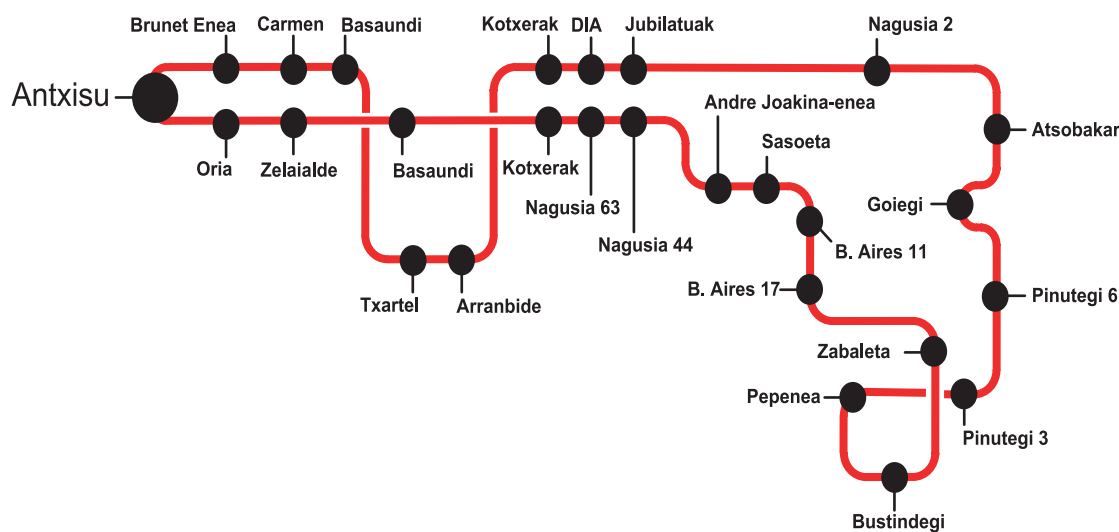 Brunet Enea
Carmen
Basaundi
Kotxerak
DIA
Jubilatuak
Nagusia 2
Antxisu
Andre Joakina-enea
Atsobakar
Sasoeta
Oria
Zelaialde
Basaundi
Kotxerak
Nagusia 63
Goiegi
Nagusia 44
B. Aires 11
B. Aires 17
Pinutegi 6
Txartel
Arranbide
Zabaleta
Pepenea
Pinutegi 3
Bustindegi